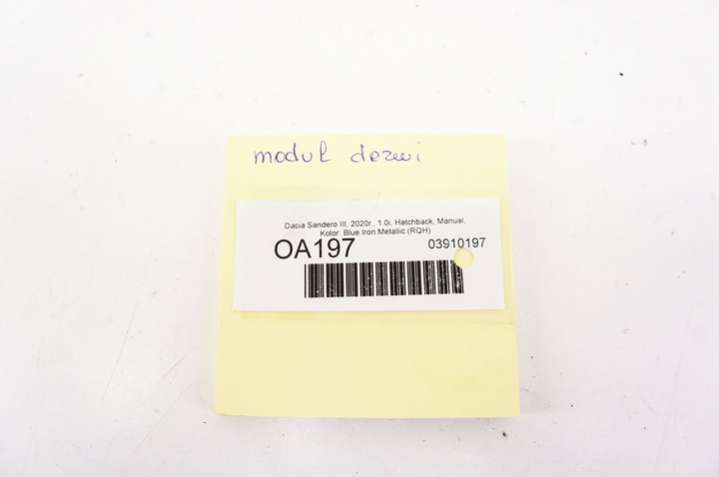 moduł drzwi
Dacia Sandero III, 2020r., 1.0i, Hatchback, Manual,
Kolor: Blue Iron Metallic (RQH)
OA197
03910197